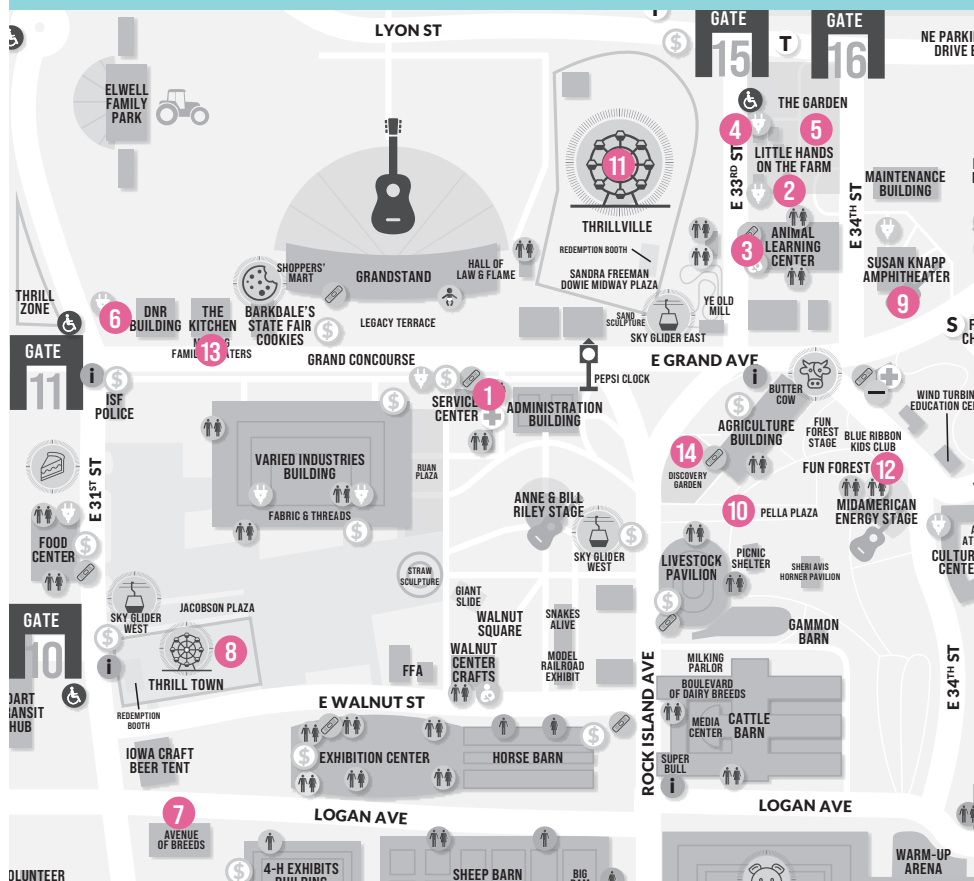 LYON ST
GATE
15
T
GATE
16
NE PARKI
DRIVE E
ELWELL
FAMILY
PARK
4
THE GARDEN
5
E 33RD ST
LITTLE HANDS
ON THE FARM
2
11
THRILLVILLE
MAINTENANCE
BUILDING
E 34TH ST
REDEMPTION BOOTH
3
ANIMAL
LEARNING
CENTER
SUSAN KNAPP
AMPHITHEATER
9
SHOPPERS'
MART
GRANDSTAND
HALL OF
LAW & FLAME
SANDRA FREEMAN
DOWIE MIDWAY PLAZA
THRILL
ZONE
6
DNR
BUILDING
THE
KITCHEN
13
BARKDALE'S
STATE FAIR
COOKIES
$
LEGACY TERRACE
SAND
SCULPTURE
SKY GLIDER EAST
YE OLD
MILL
S
GATE
11
i
$
ISF
POLICE
GRAND CONCOURSE
E GRAND AVE
PEPSI CLOCK
SERVICE
CENTER
1
ADMINISTRATION
BUILDING
i
BUTTER
COW
AGRICULTURE
BUILDING
FUN
FOREST
STAGE
BLUE RIBBON
KIDS CLUB
WIND TURBIN
EDUCATION CE
VARIED INDUSTRIES
BUILDING
RUAN
PLAZA
14
DISCOVERY
GARDEN
FUN FOREST
12
E 31ST ST
FABRIC & THREADS
ANNE & BILL
RILEY STAGE
10
PELLA PLAZA
MIDAMERICAN
ENERGY STAGE
FOOD
CENTER
$
SKY GLIDER
WEST
$
LIVESTOCK
PAVILION
PICNIC
SHELTER
SHERI AVIS
HORNER PAVILION
CULTUR
CENTE
STRAW
SCULPTURE
SKY GLIDER
WEST
JACOBSON PLAZA
GIANT
SLIDE
WALNUT
SQUARE
SNAKES
ALIVE
GAMMON
BARN
GATE
10
$
i
8
THRILL TOWN
FFA
WALNUT
CENTER
CRAFTS
MODEL
RAILROAD
EXHIBIT
MILKING
PARLOR
BOULEVARD
OF DAIRY BREEDS
E 34TH ST
DART
RANSIT
HUB
REDEMPTION
BOOTH
E WALNUT ST
ROCK ISLAND AVE
MEDIA
CENTER
CATTLE
BARN
IOWA CRAFT
BEER TENT
$
EXHIBITION CENTER
HORSE BARN
$
SUPER
BULL
i
7
AVENUE
OF BREEDS
LOGAN AVE
LOGAN AVE
OLUNTEER
$
4-H EXHIBITS
BUILDING
SHEEP BARN
BIG
WARM-UP
ARENA